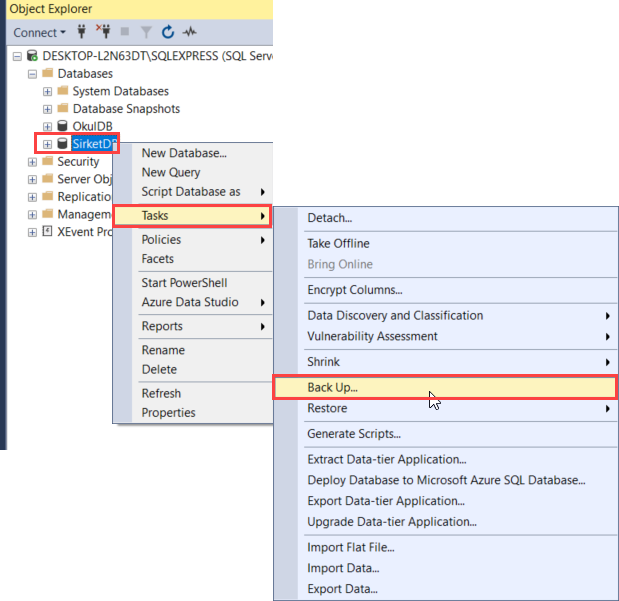 Object Explorer
Connect
DESKTOP-L2N63DT\SQLEXPRESS (SQL Serve
Databases
System Databases
Database Snapshots
OkulDB
SirketD
Security
Server Obj
Replicatio
Managem
XEvent Pro
New Database...
New Query
Script Database as
Tasks
Policies
Facets
Start PowerShell
Azure Data Studio
Reports
Rename
Delete
Refresh
Properties
Detach...
Take Offline
Bring Online
Encrypt Columns...
Data Discovery and Classification
Vulnerability Assessment
Shrink
Back Up...
Restore
Generate Scripts...
Extract Data-tier Application...
Deploy Database to Microsoft Azure SQL Database...
Export Data-tier Application...
Upgrade Data-tier Application...
Import Flat File...
Import Data...
Export Data...